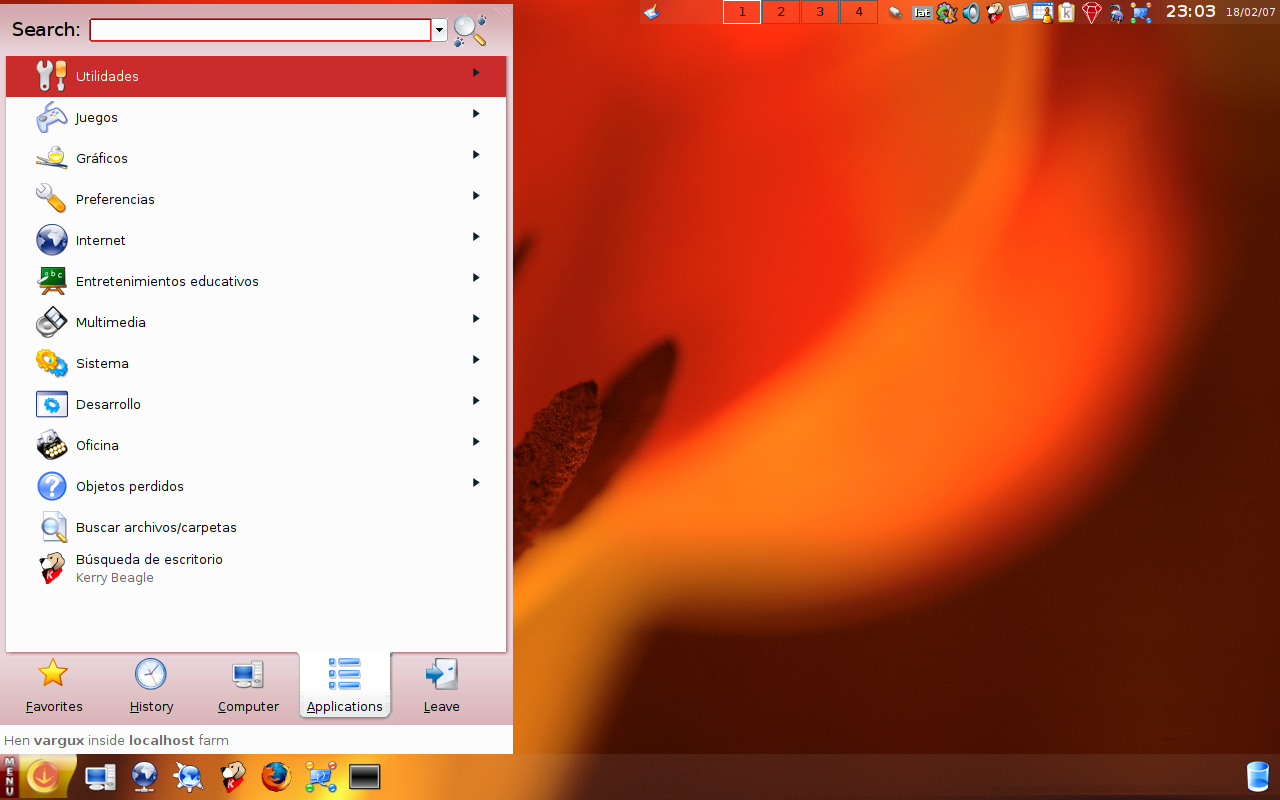 Search:
1 2 3 4
lat
23:03 18/02/07
Utilidades
Juegos
Gráficos
Preferencias
Internet
abc
Entretenimientos educativos
Multimedia
Sistema
Desarrollo
Oficina
?
Objetos perdidos
Buscar archivos/carpetas
Búsqueda de escritorio
K
Kerry Beagle
Favorites
History
Computer
Applications
Leave
Hen vargux inside localhost farm
MENU